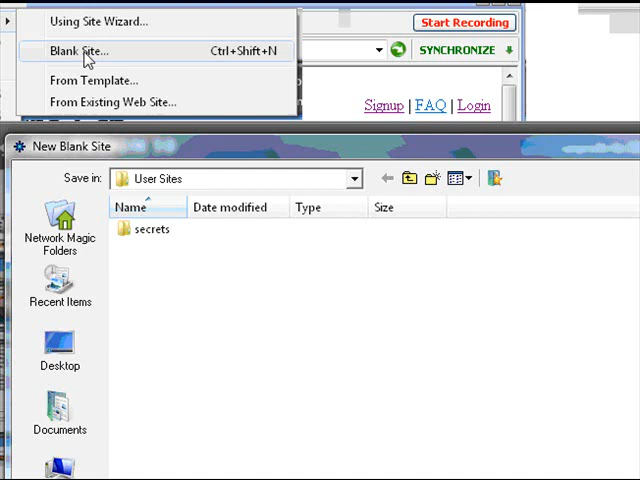 Using Site Wizard...
Start Recording
Blank Site... Ctrl+Shift+N
SYNCHRONIZE
From Template...
From Existing Web Site...
Signup | FAQ | Login
New Blank Site
Save in: User Sites
Name Date modified Type Size
secrets
Network Magic
Folders
Recent Items
Desktop
Documents